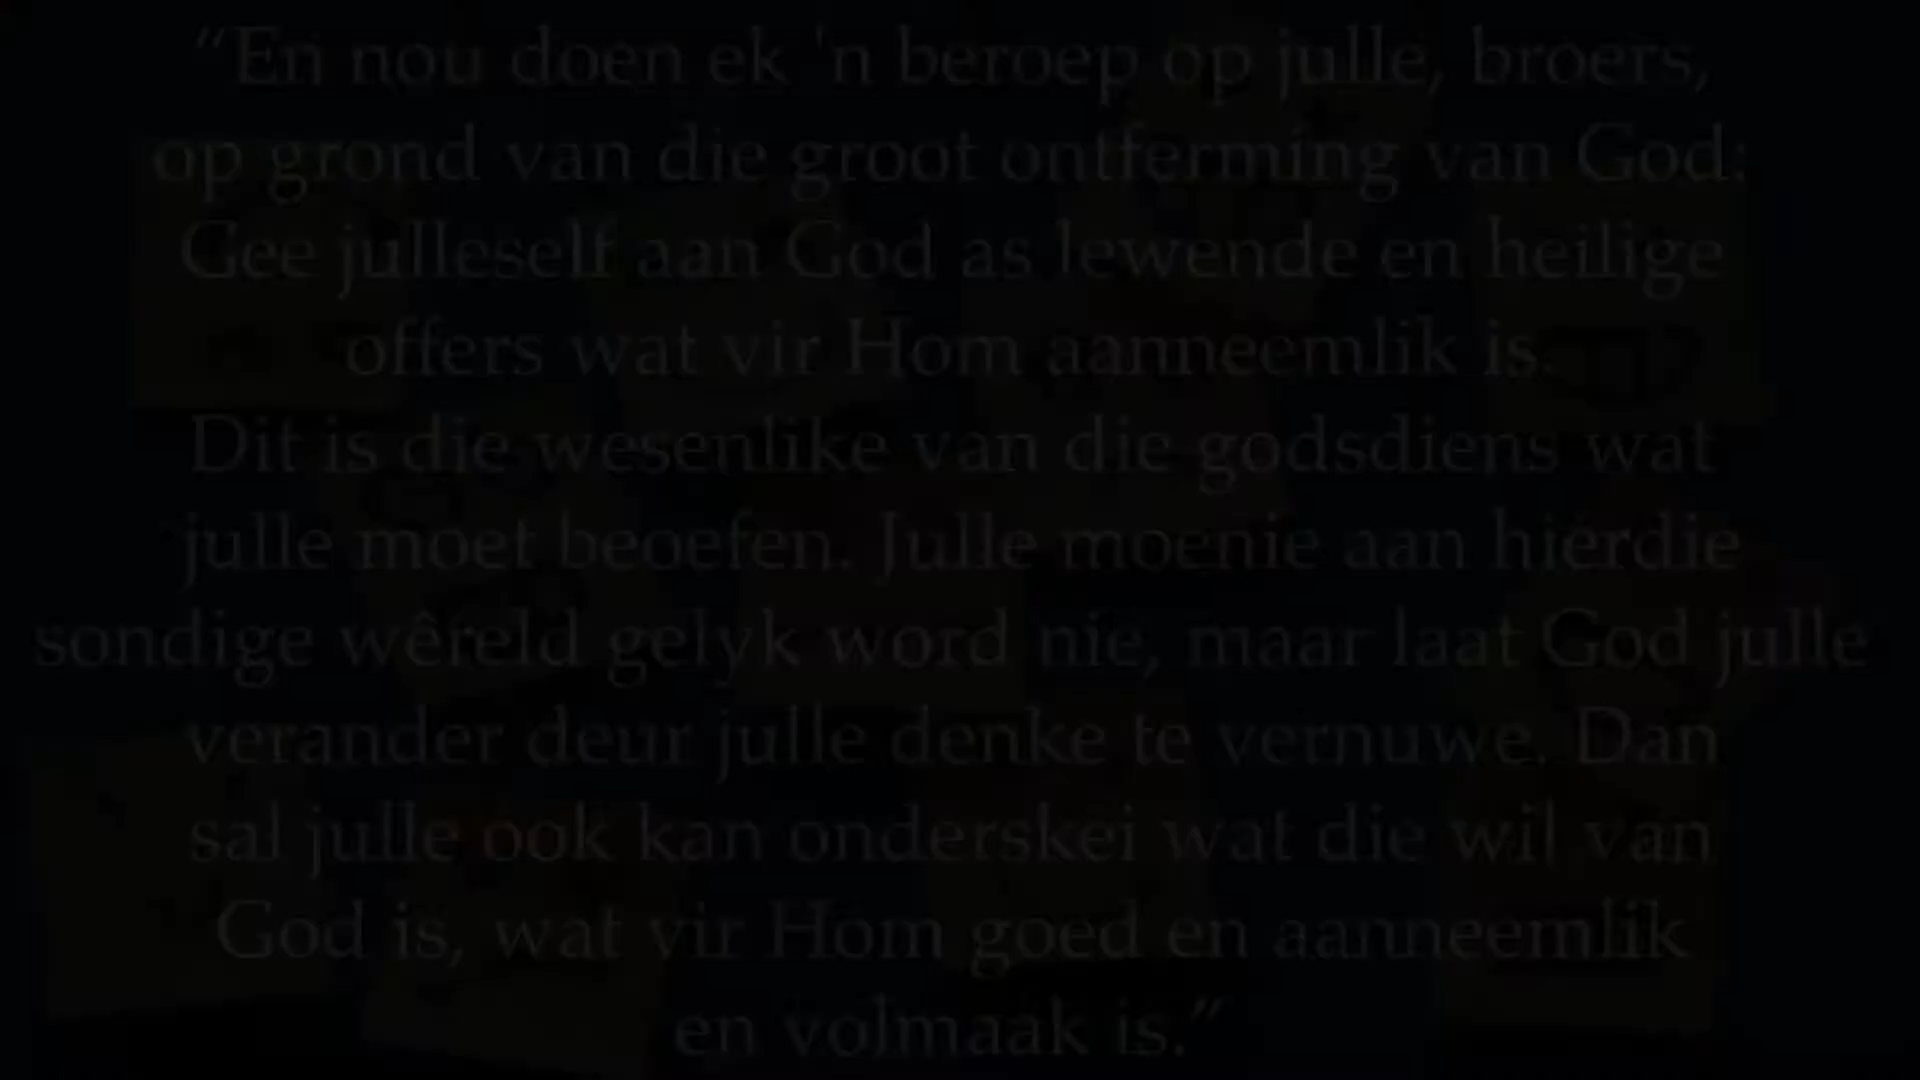 “En nou doen ek 'n beroep op julle, broers,
op grond van die groot ontferming van God:
Gee julleself aan God as lewende en heilige
offers wat vir Hom aanneemlik is.
Dit is die wesenlike van die godsdiens wat
julle moet beoefen. Julle moenie aan hierdie
sondige wêreld gelyk word nie, maar laat God julle
verander deur julle denke te vernuwe. Dan
sal julle ook kan onderskei wat die wil van
God is, wat vir Hom goed en aanneemlik
en volmaak is.”